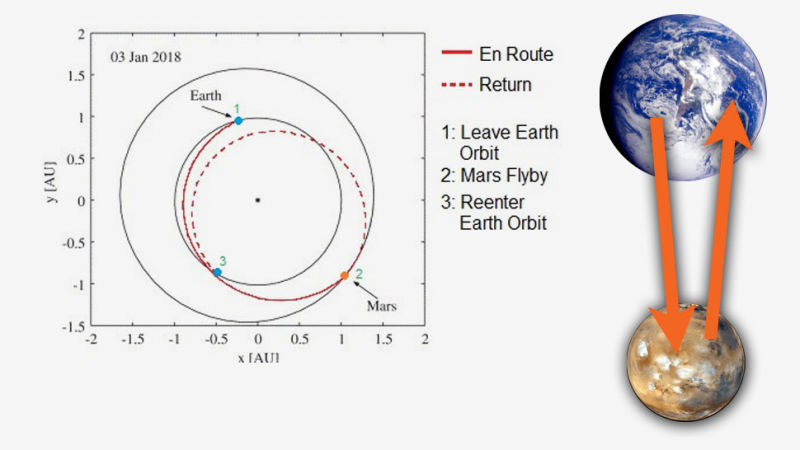 03 Jan 2018
Earth
1
2
3
Mars
2
1.5
1
0.5
0
-0.5
-1
-1.5
y [AU]
-2
-1.5
-1
-0.5
0
0.5
1
1.5
2
x [AU]
En Route
Return
1: Leave Earth
Orbit
2: Mars Flyby
3: Reenter
Earth Orbit